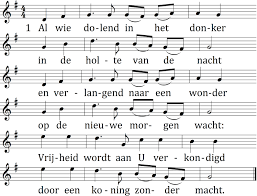 1 Al wie do-lend in het don-ker
in de hol-te van de nacht
en ver-lan-gend naar een won-der
op de nieu-we mor-gen wacht:
Vrij-heid wordt aan U ver-kon-digd
door een ko-ning zon-der macht.